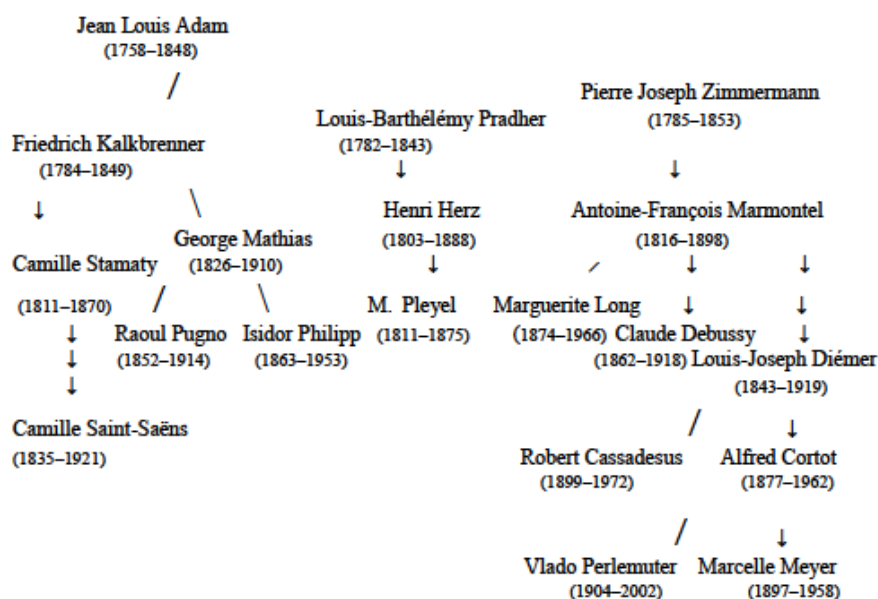 Jean Louis Adam
(1758–1848)
Pierre Joseph Zimmermann
(1785–1853)
Louis-Barthélémy Pradher
(1782–1843)
Friedrich Kalkbrenner
(1784–1849)
Henri Herz
(1803–1888)
Antoine-François Marmontel
(1816–1898)
George Mathias
(1826–1910)
Camille Stamaty
(1811–1870)
Raoul Pugno
(1852–1914)
Isidor Philipp
(1863–1953)
M. Pleyel
(1811–1875)
Marguerite Long
(1874–1966)
Claude Debussy
(1862–1918)
Louis-Joseph Diémer
(1843–1919)
Camille Saint-Saëns
(1835–1921)
Robert Cassadesus
(1899–1972)
Alfred Cortot
(1877–1962)
Vlado Perlemuter
(1904–2002)
Marcelle Meyer
(1897–1958)